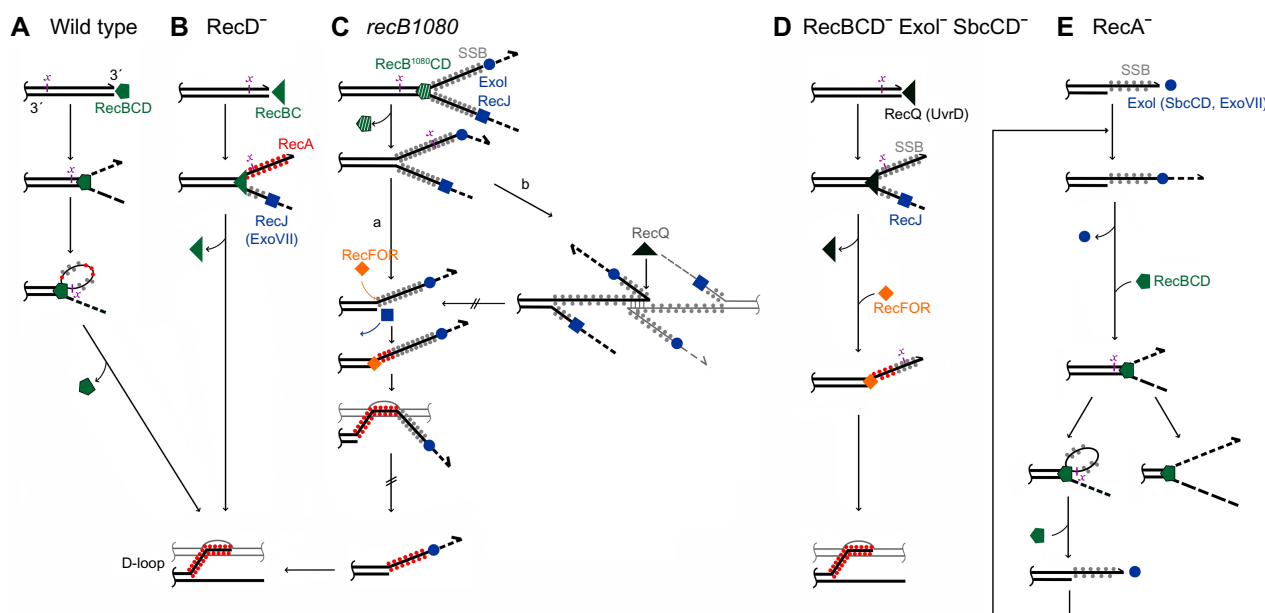 A Wild type
B RecD⁻
C recB1080
D RecBCD⁻ ExoI⁻ SbcCD⁻
E RecA⁻
3´
3´
x
RecBCD
x
x
x
RecBC
x
RecA
RecJ
(ExoVII)
D-loop
RecB¹⁰⁸⁰CD
SSB
ExoI
RecJ
x
x
a
b
RecFOR
RecQ
x
RecQ (UvrD)
SSB
x
RecJ
RecFOR
x
SSB
ExoI (SbcCD, ExoVII)
RecBCD
x
x